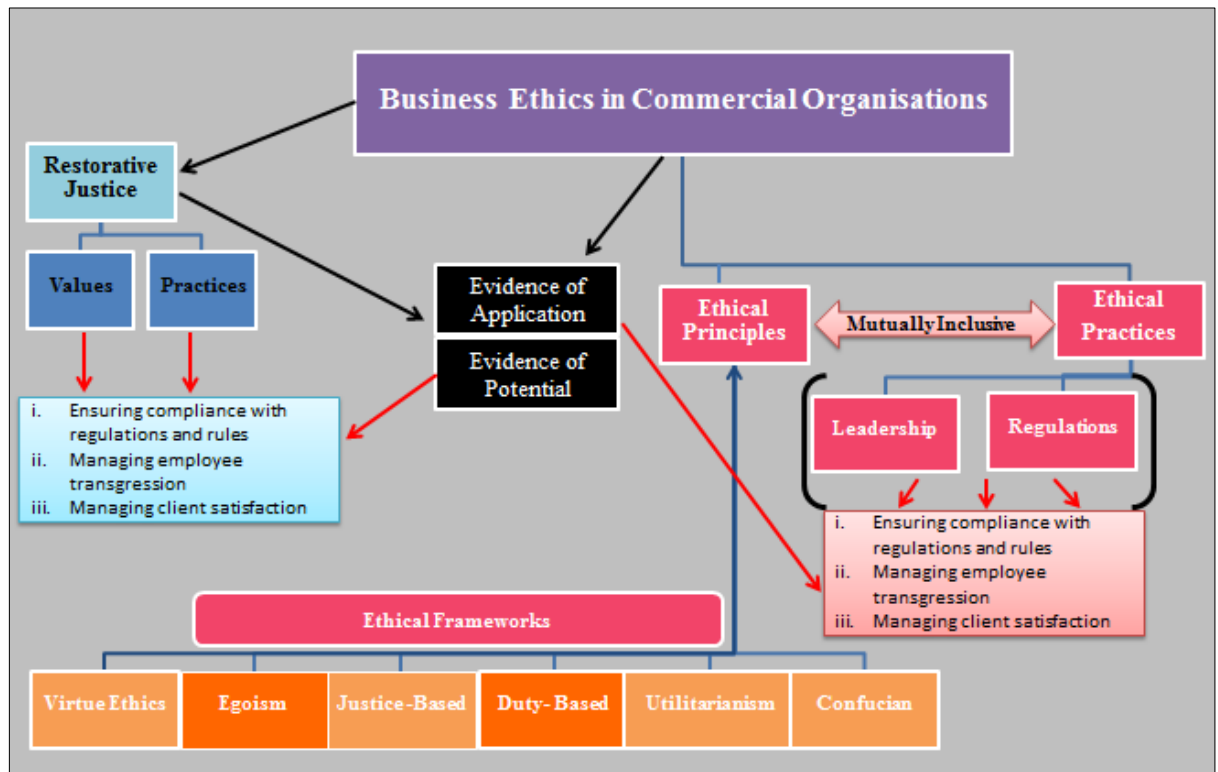 Business Ethics in Commercial Organisations
Restorative
Justice
Values
Practices
Evidence of
Application
Evidence of
Potential
Ethical
Principles
Mutually Inclusive
Ethical
Practices
Leadership
Regulations
i. Ensuring compliance with
regulations and rules
ii. Managing employee
transgression
iii. Managing client satisfaction
i. Ensuring compliance with
regulations and rules
ii. Managing employee
transgression
iii. Managing client satisfaction
Ethical Frameworks
Virtue Ethics
Egoism
Justice-Based
Duty- Based
Utilitarianism
Confucian